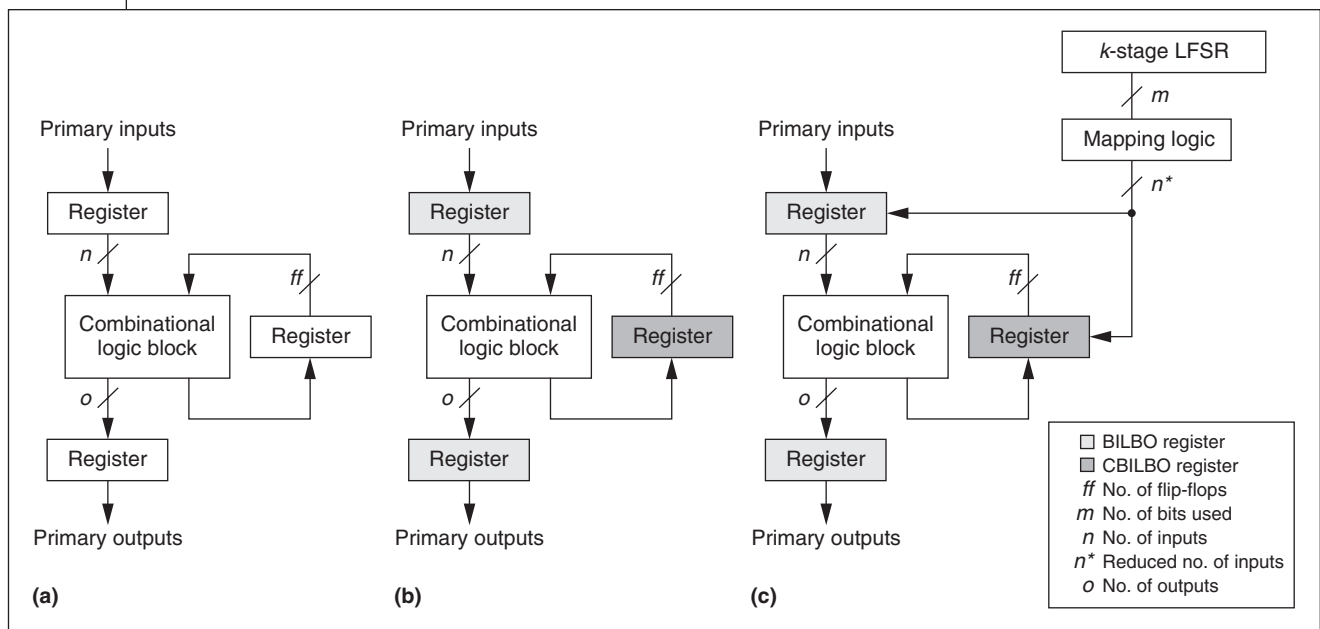 Primary inputs
Register
n
ff
Combinational
logic block
Register
o
Register
Primary outputs
(a)
Primary inputs
Register
n
ff
Combinational
logic block
Register
o
Register
Primary outputs
(b)
k-stage LFSR
m
Mapping logic
n*
Primary inputs
Register
n
ff
Combinational
logic block
Register
o
Register
Primary outputs
(c)
BILBO register
CBILBO register
ff No. of flip-flops
m No. of bits used
n No. of inputs
n* Reduced no. of inputs
o No. of outputs